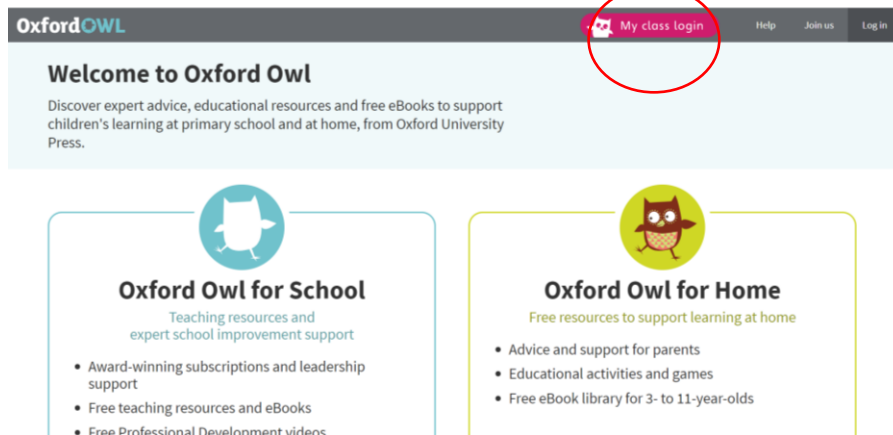 OxfordOWL
My class login
Help
Join us
Log in
Welcome to Oxford Owl
Discover expert advice, educational resources and free eBooks to support
children's learning at primary school and at home, from Oxford University
Press.
Oxford Owl for School
Teaching resources and
expert school improvement support
• Award-winning subscriptions and leadership
support
• Free teaching resources and eBooks
• Free Professional Development videos
Oxford Owl for Home
Free resources to support learning at home
• Advice and support for parents
• Educational activities and games
• Free eBook library for 3- to 11-year-olds